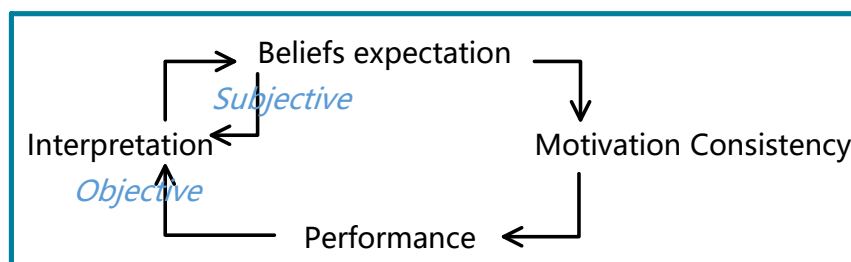 Beliefs expectation
Subjective
Interpretation
Motivation Consistency
Objective
Performance